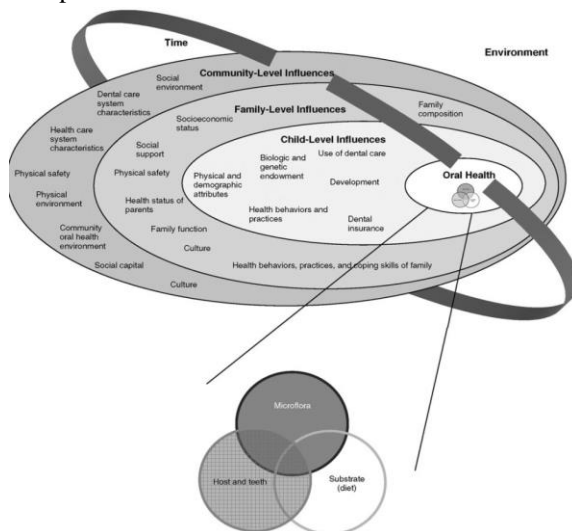 Time
Environment
Community-Level Influences
Social
environment
Dental care
system
characteristics
Family-Level Influences
Family
composition
Socioeconomic
status
Health care
system
characteristics
Child-Level Influences
Social
support
Biologic and
genetic
endowment
Use of dental care
Oral Health
Physical safety
Physical safety
Physical and
demographic
attributes
Development
Physical
environment
Health status of
parents
Health behaviors and
practices
Dental
insurance
Community
oral health
environment
Family function
Culture
Social capital
Health behaviors, practices, and coping skills of family
Culture
Microflora
Host and teeth
Substrate
(diet)